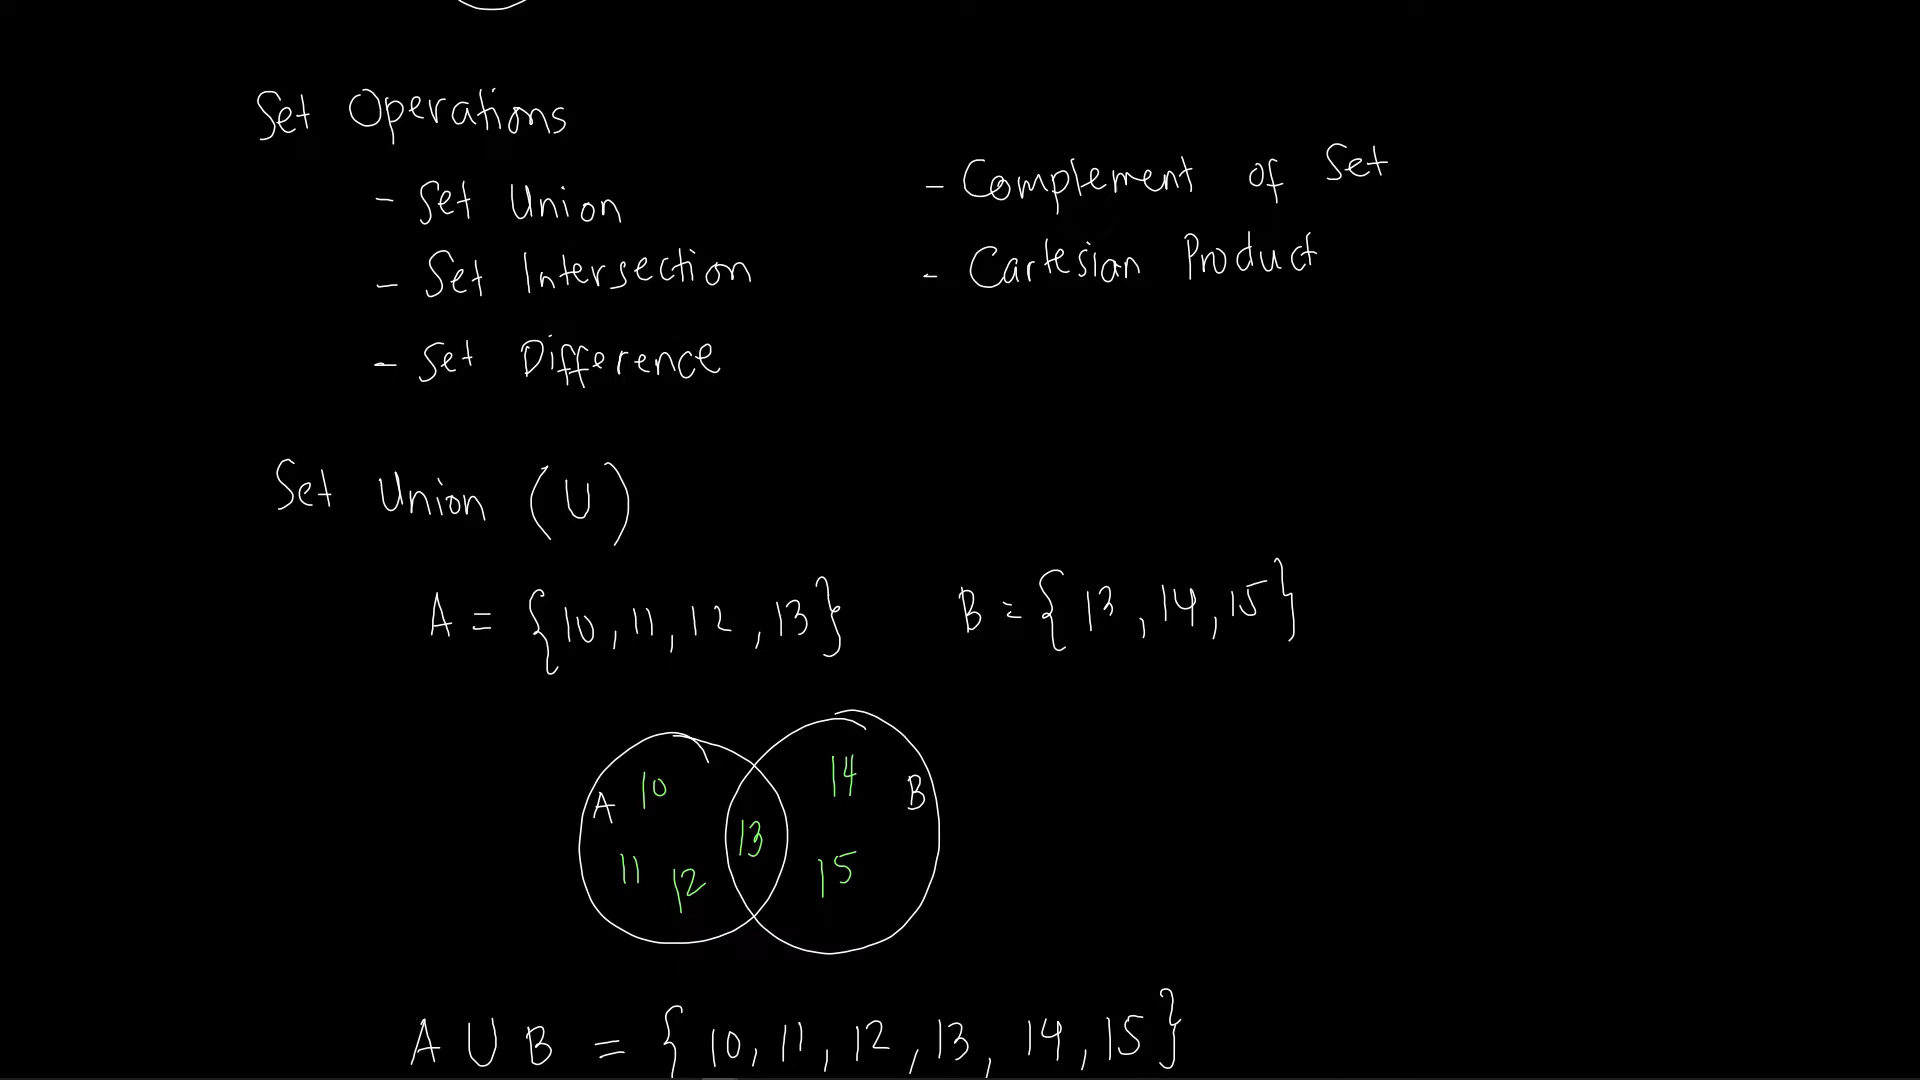 Set Operations
- Set Union
- Set Intersection
- Set Difference
- Complement of Set
- Cartesian Product
Set Union (U)
A = {10, 11, 12, 13}
B = {13, 14, 15}
A 10 11 12 13 14 15 B
A U B = {10, 11, 12, 13, 14, 15}